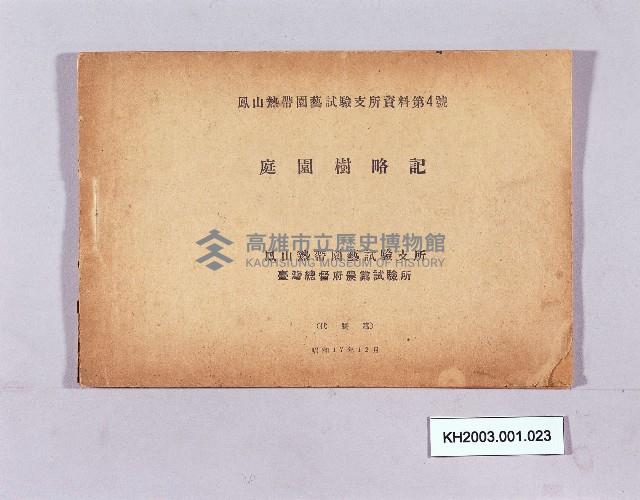 鳳山熱帶園藝試驗支所資料第4號
庭園樹略記
高雄市立歷史博物館
KAOHSIUNG MUSEUM OF HISTORY
鳳山熱帶園藝試驗支所
臺灣總督府農業試驗所
(代謄寫)
昭和17年12月
KH2003.001.023